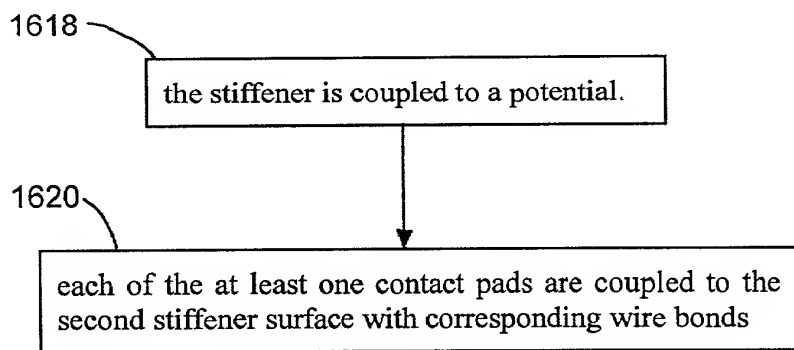 1618
the stiffener is coupled to a potential.
1620
each of the at least one contact pads are coupled to the
second stiffener surface with corresponding wire bonds